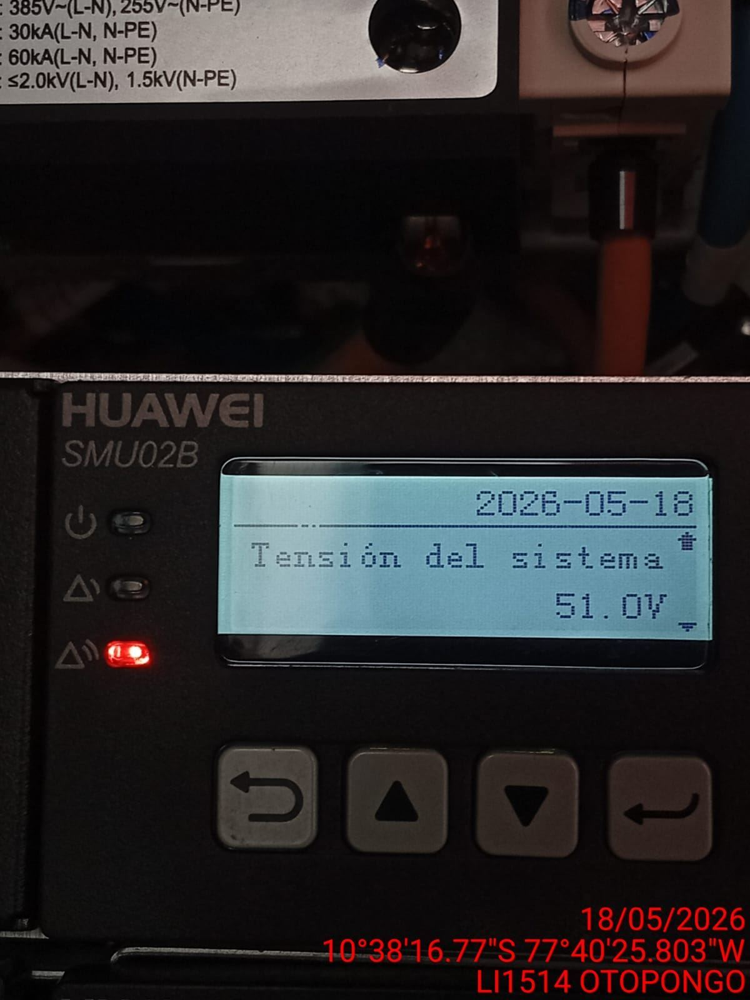 : 385V~(L-N), 255V~(N-PE)
: 30kA(L-N, N-PE)
: 60kA(L-N, N-PE)
: ≤2.0kV(L-N), 1.5kV(N-PE)
HUAWEI
SMU02B
2026-05-18
Tensión del sistema
51.0V
18/05/2026
10°38'16.77"S 77°40'25.803"W
LI1514 OTOPONGO